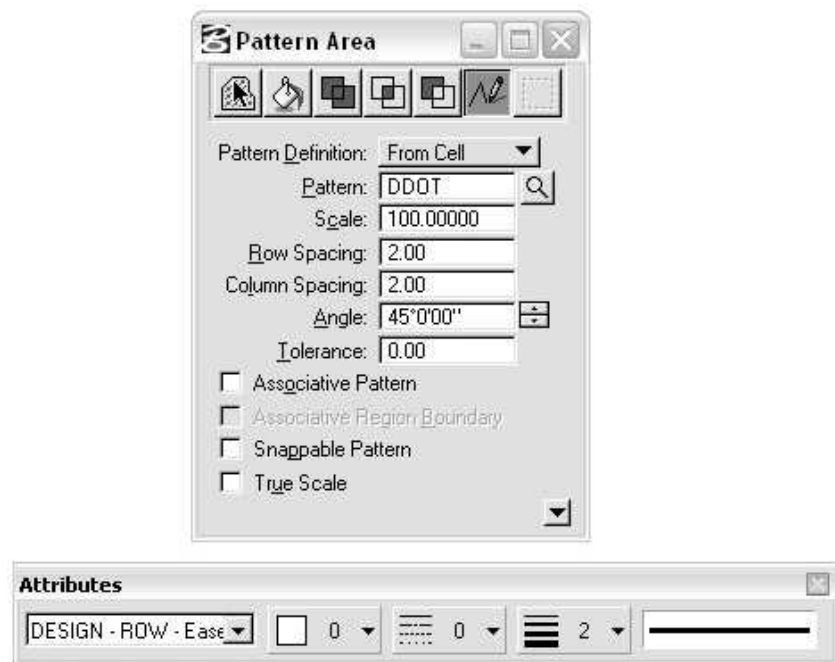 Pattern Area
Pattern Definition: From Cell
Pattern: DDOT
Scale: 100.00000
Row Spacing: 2.00
Column Spacing: 2.00
Angle: 45°0'00"
Tolerance: 0.00
Associative Pattern
Associative Region Boundary
Snappable Pattern
True Scale
Attributes
DESIGN - ROW - Ease 0 0 2